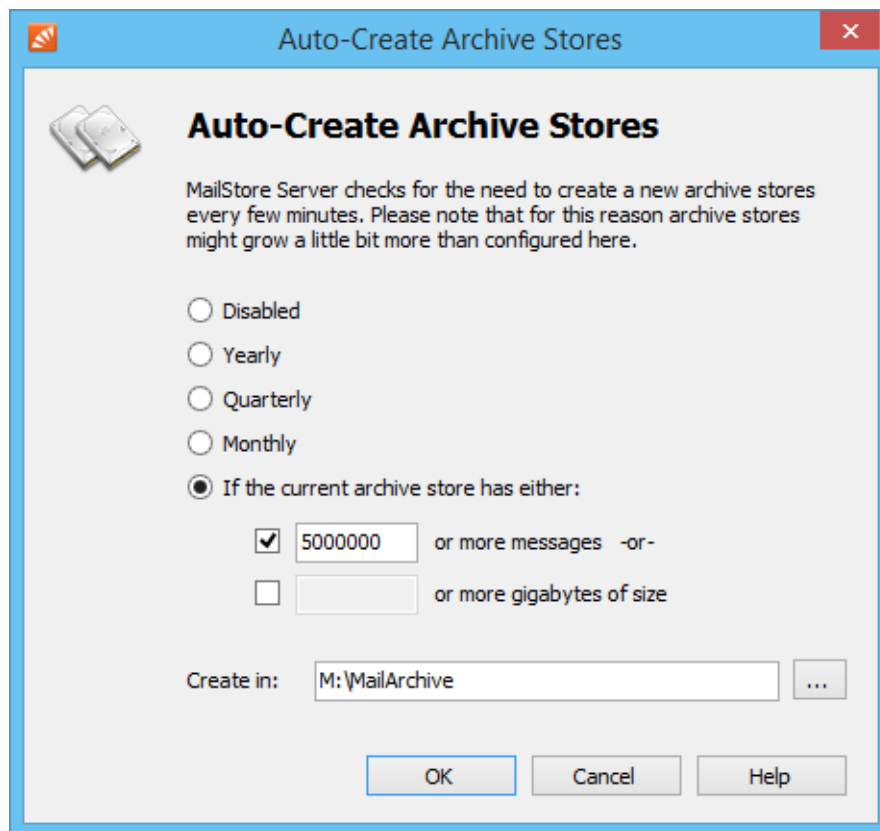 Auto-Create Archive Stores
Auto-Create Archive Stores
MailStore Server checks for the need to create a new archive stores
every few minutes. Please note that for this reason archive stores
might grow a little bit more than configured here.
Disabled
Yearly
Quarterly
Monthly
If the current archive store has either:
5000000 or more messages -or-
or more gigabytes of size
Create in: M:\MailArchive ...
OK Cancel Help